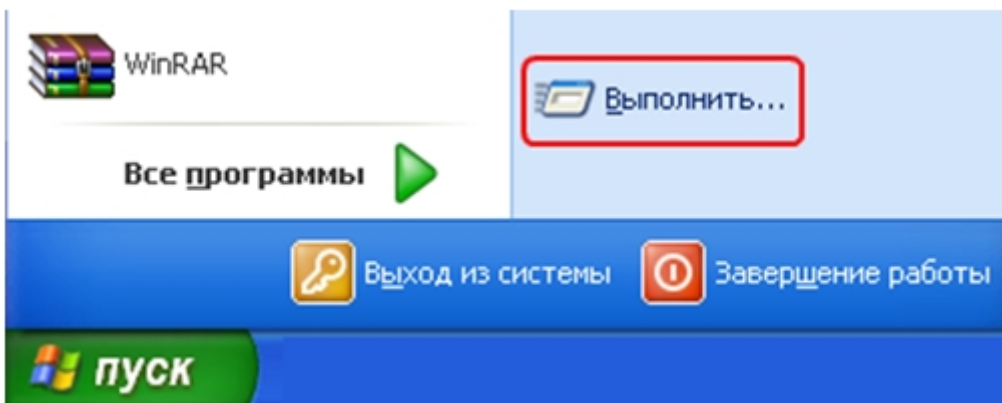 WinRAR
Выполнить...
Все программы
Выход из системы
Завершение работы
пуск